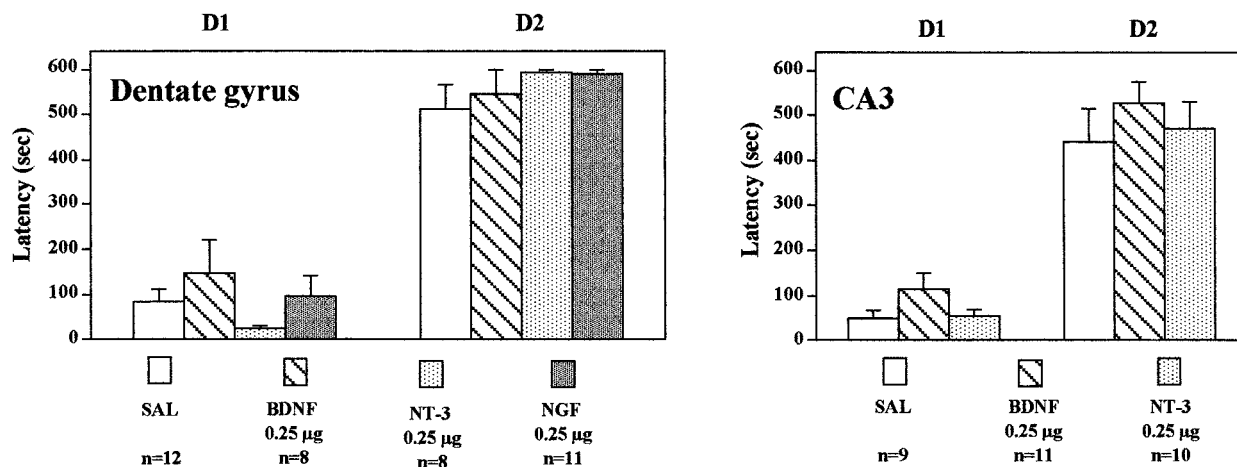 D1 D2
Dentate gyrus
Latency (sec)
600
500
400
300
200
100
0
SAL BDNF NT-3 NGF
0.25 µg 0.25 µg 0.25 µg
n=12 n=8 n=8 n=11
D1 D2
CA3
Latency (sec)
600
500
400
300
200
100
0
SAL BDNF NT-3
0.25 µg 0.25 µg
n=9 n=11 n=10